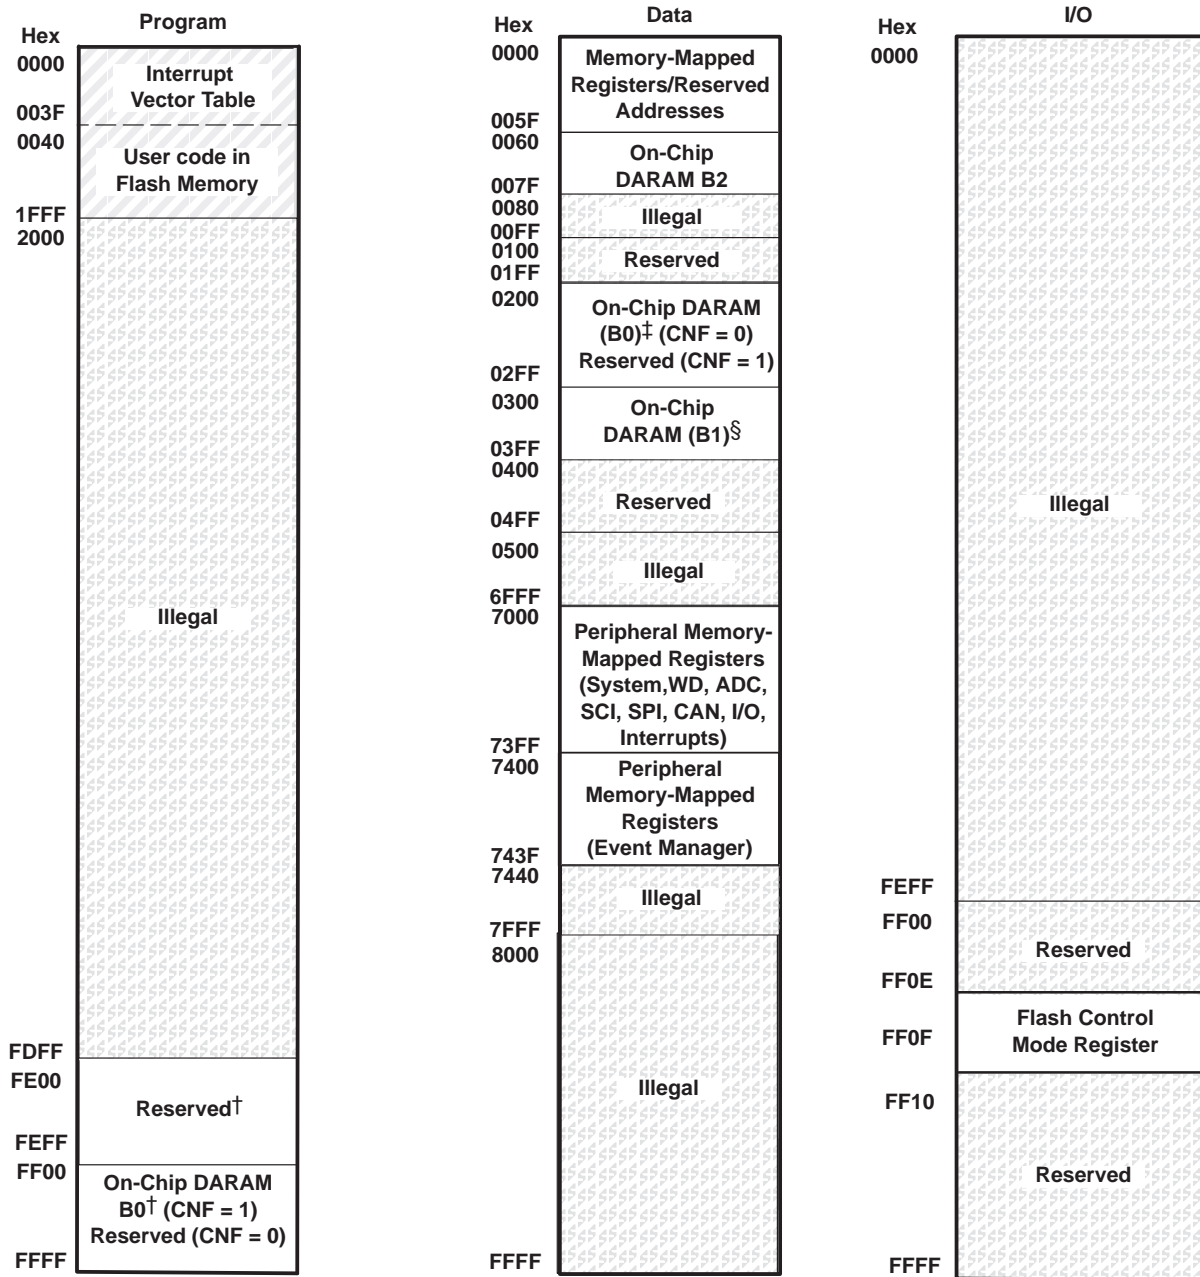 Program
Hex
0000
Interrupt
Vector Table
003F
0040
User code in
Flash Memory
1FFF
2000
Illegal
FDFF
FE00
Reserved†
FEFF
FF00
On-Chip DARAM
B0† (CNF = 1)
Reserved (CNF = 0)
FFFF
Data
Hex
0000
Memory-Mapped
Registers/Reserved
Addresses
005F
0060
On-Chip
DARAM B2
007F
0080
Illegal
00FF
0100
Reserved
01FF
0200
On-Chip DARAM
(B0)‡ (CNF = 0)
Reserved (CNF = 1)
02FF
0300
On-Chip
DARAM (B1)§
03FF
0400
Reserved
04FF
0500
Illegal
6FFF
7000
Peripheral Memory-
Mapped Registers
(System,WD, ADC,
SCI, SPI, CAN, I/O,
Interrupts)
73FF
7400
Peripheral
Memory-Mapped
Registers
(Event Manager)
743F
7440
Illegal
7FFF
8000
Illegal
FFFF
I/O
Hex
0000
Illegal
FEFF
FF00
Reserved
FF0E
Flash Control
Mode Register
FF0F
FF10
Reserved
FFFF